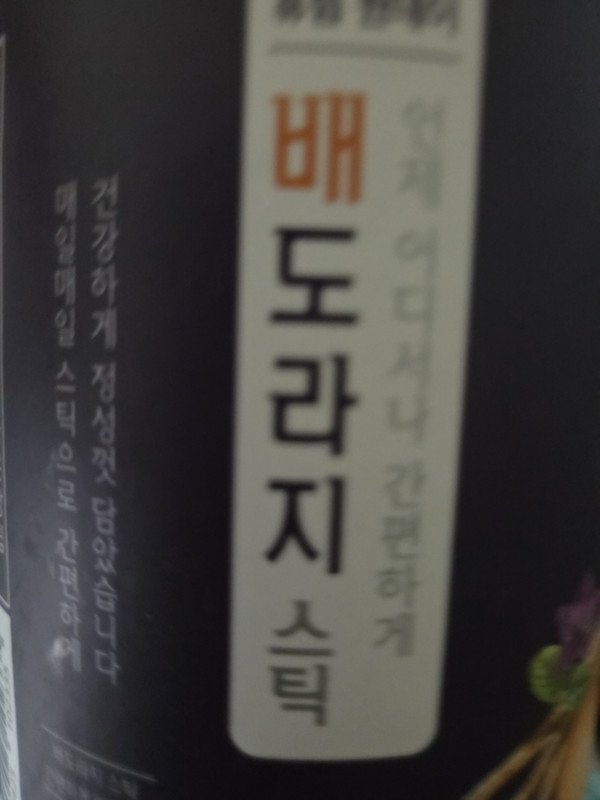 언제 어디서나 간편하게
배도라지 스틱
건강하게 정성껏 담았습니다
매일매일 스틱으로 간편하게